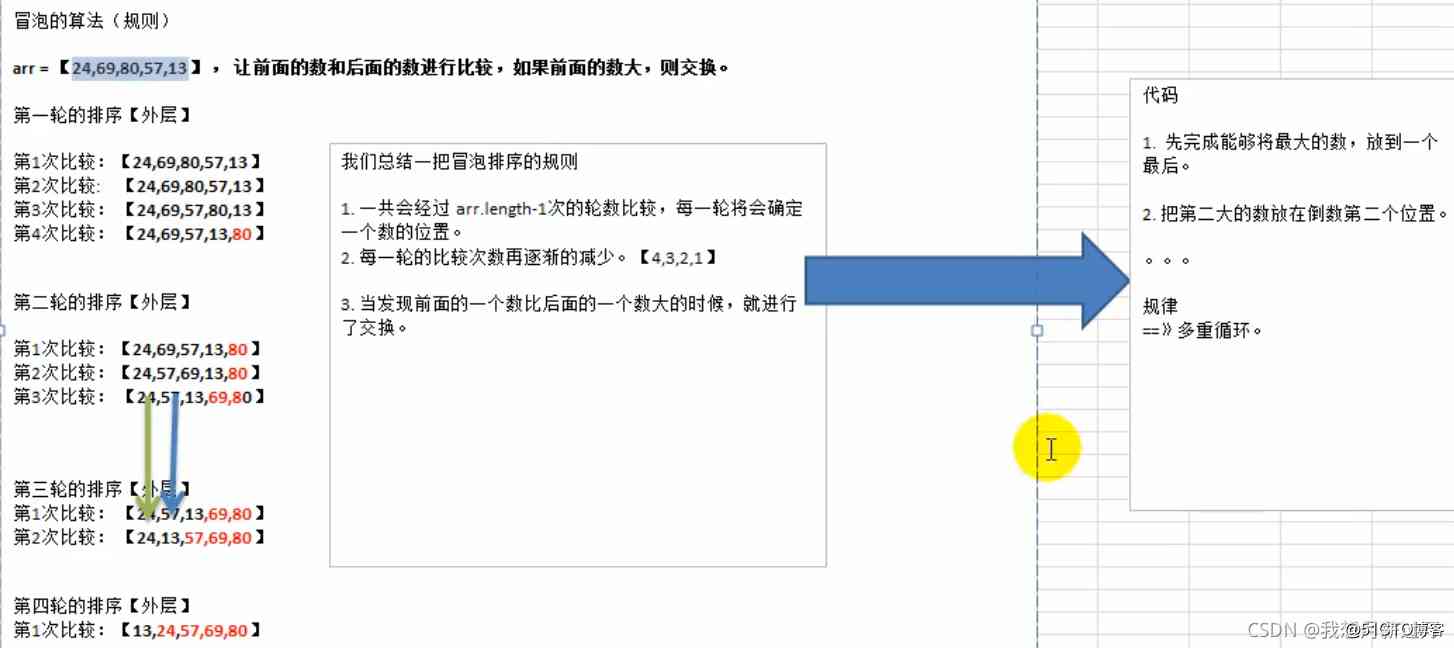 冒泡的算法（规则）
arr = 【24,69,80,57,13】 ， 让前面的数和后面的数进行比较，如果前面的数大，则交换。
第一轮的排序【外层】
第1次比较： 【24,69,80,57,13】
第2次比较: 【24,69,80,57,13】
第3次比较： 【24,69,57,80,13】
第4次比较： 【24,69,57,13,80】
第二轮的排序【外层】
第1次比较： 【24,69,57,13,80】
第2次比较： 【24,57,69,13,80】
第3次比较： 【24,57,13,69,80】
第三轮的排序【外层】
第1次比较： 【24,57,13,69,80】
第2次比较： 【24,13,57,69,80】
第四轮的排序【外层】
第1次比较： 【13,24,57,69,80】
我们总结一把冒泡排序的规则
1. 一共会经过 arr.length-1次的轮数比较，每一轮将会确定
一个数的位置。
2. 每一轮的比较次数再逐渐的减少。【4,3,2,1】
3. 当发现前面的一个数比后面的一个数大的时候，就进行
了交换。
代码
1. 先完成能够将最大的数，放到一个
最后。
2. 把第二大的数放在倒数第二个位置。
。。。
规律
==》多重循环。
CSDN @我想 @51CTO博客